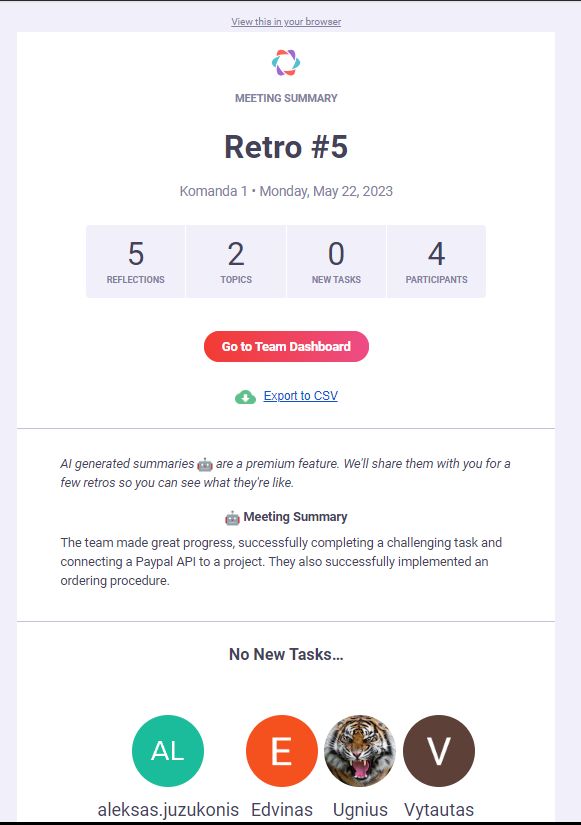 View this in your browser
MEETING SUMMARY
Retro #5
Komanda 1 • Monday, May 22, 2023
5 2 0 4
REFLECTIONS TOPICS NEW TASKS PARTICIPANTS
Go to Team Dashboard
Export to CSV
AI generated summaries 🤖 are a premium feature. We'll share them with you for a
few retros so you can see what they're like.
🤖 Meeting Summary
The team made great progress, successfully completing a challenging task and
connecting a Paypal API to a project. They also successfully implemented an
ordering procedure.
No New Tasks…
AL E V
aleksas.juzukonis Edvinas Ugnius Vytautas